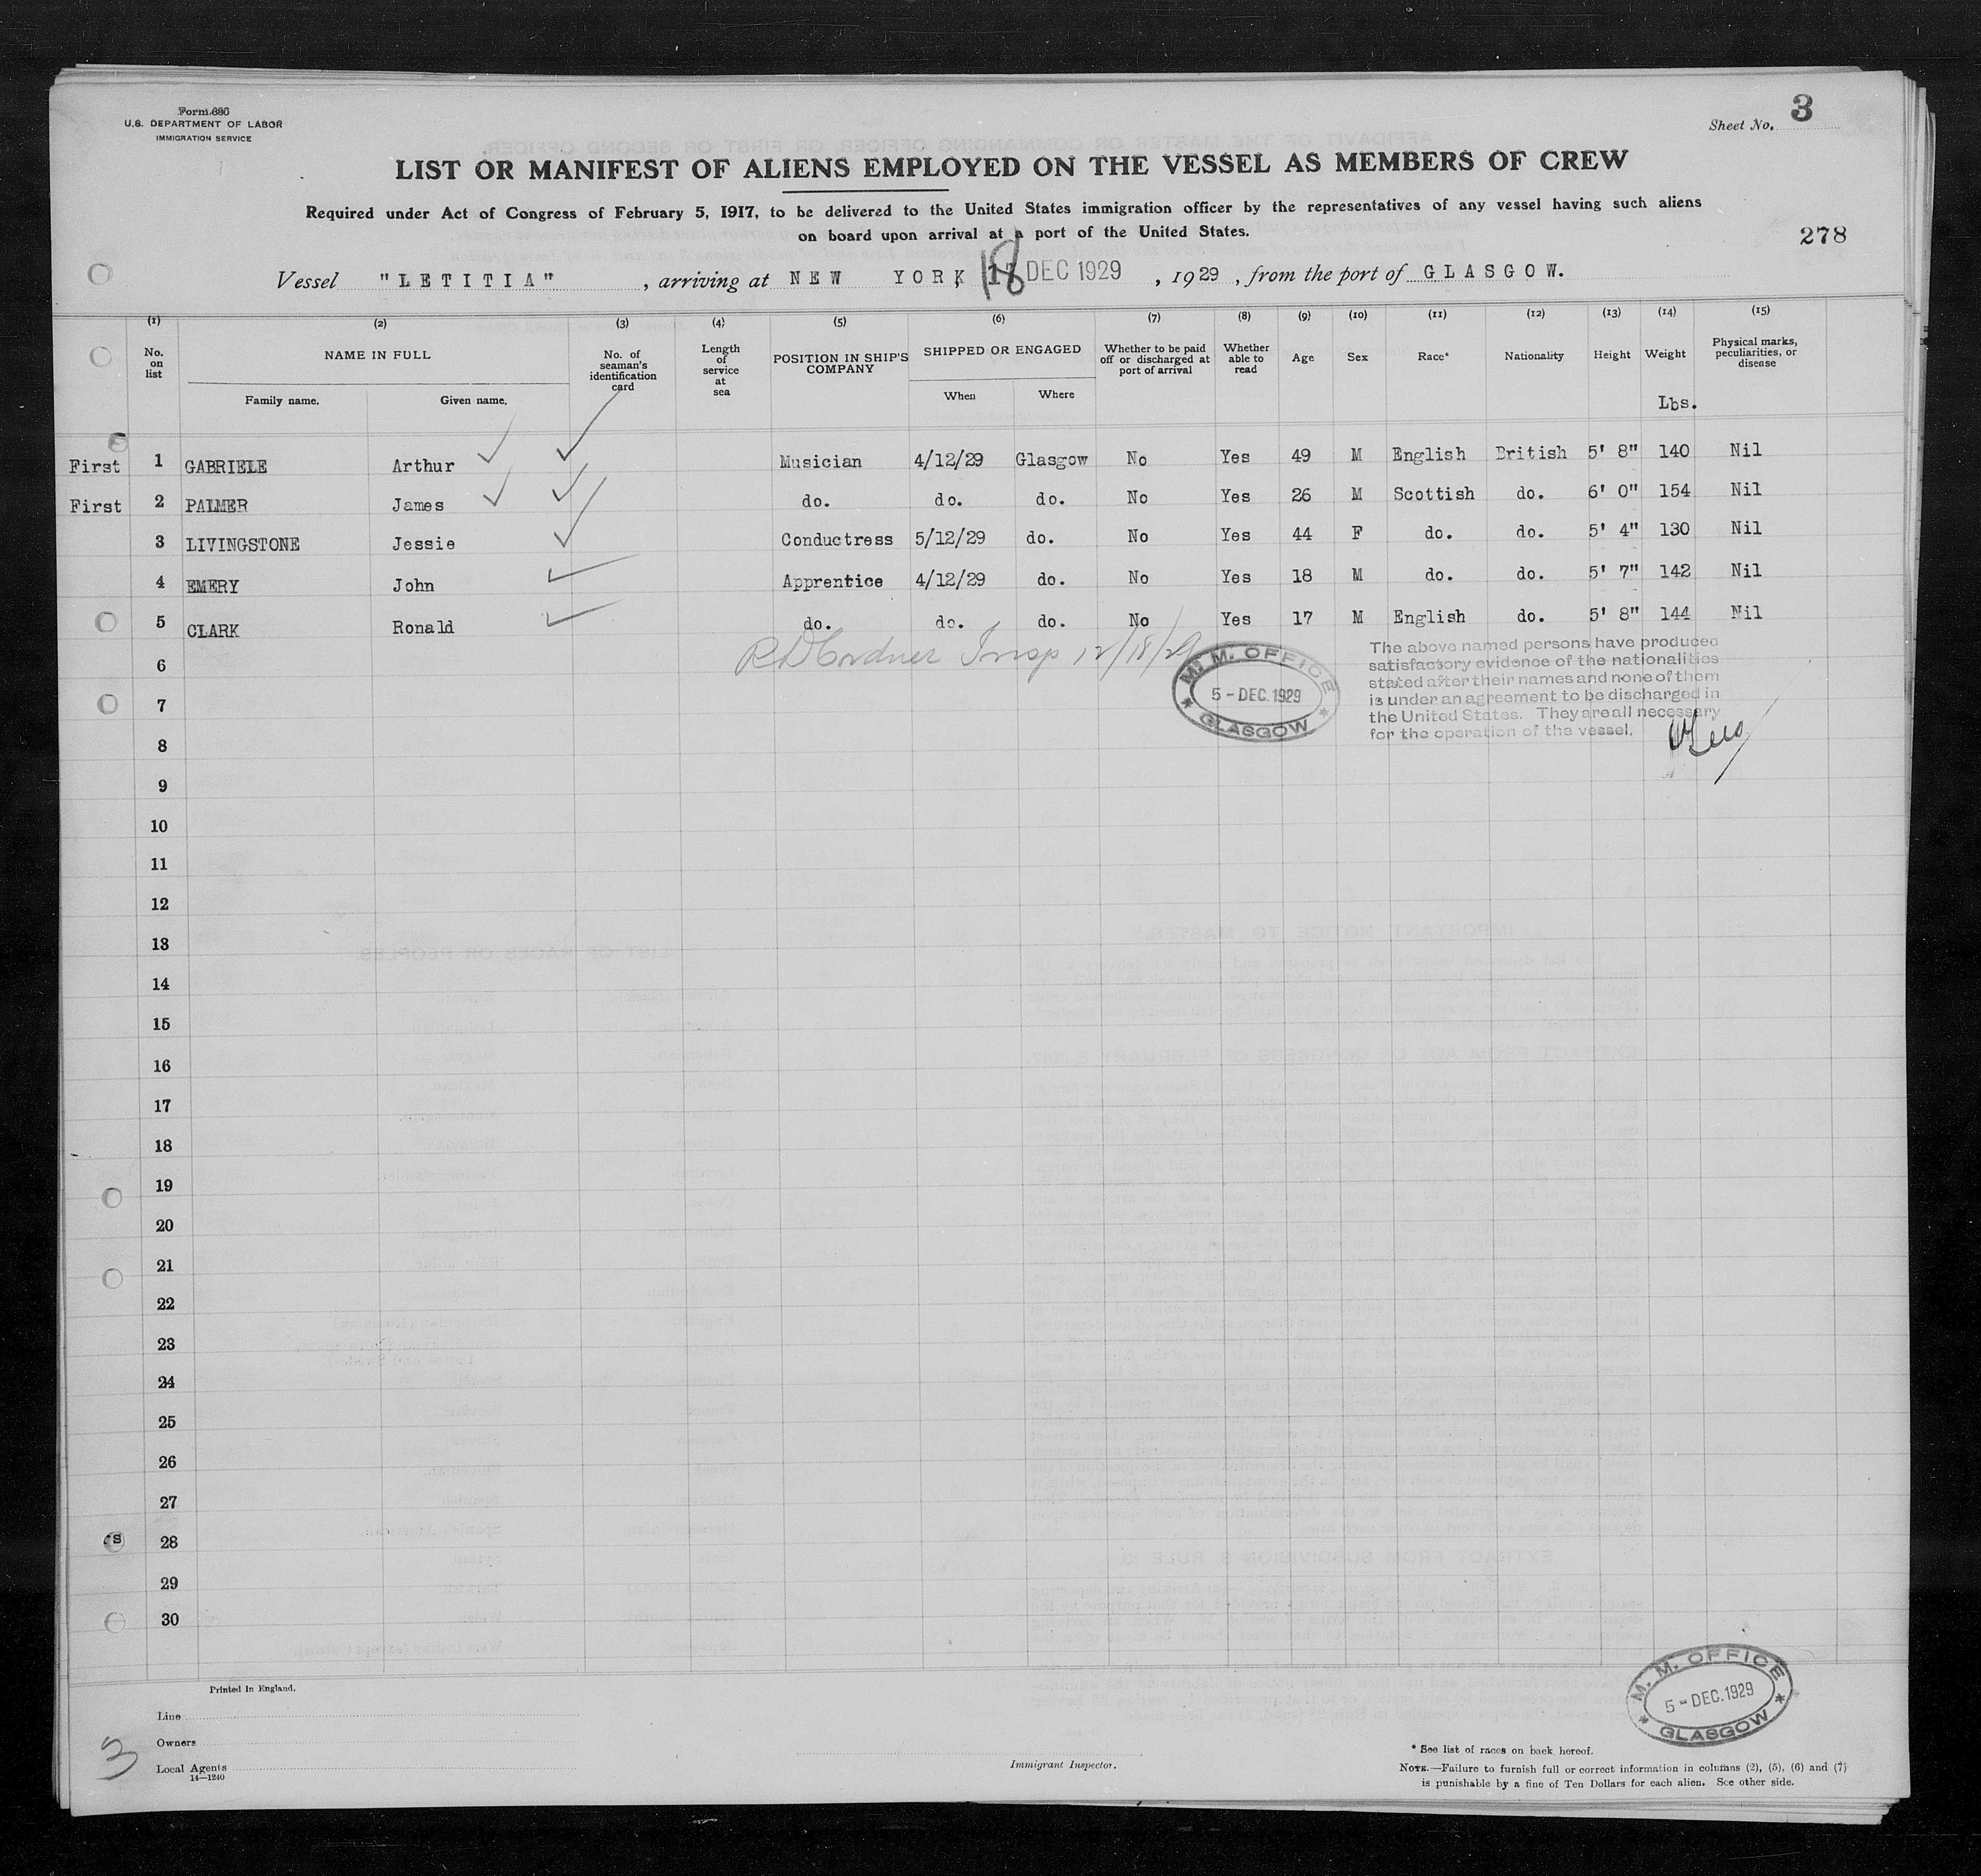 Form 680
U.S. DEPARTMENT OF LABOR
IMMIGRATION SERVICE
Sheet No. 3
LIST OR MANIFEST OF ALIENS EMPLOYED ON THE VESSEL AS MEMBERS OF CREW
Required under Act of Congress of February 5, 1917, to be delivered to the United States immigration officer by the representatives of any vessel having such aliens
on board upon arrival at a port of the United States.
278
Vessel "LETITIA", arriving at NEW YORK, 18 DEC 1929, 1929, from the port of GLASGOW.
(1) (2) (3) (4) (5) (6) (7) (8) (9) (10) (11) (12) (13) (14) (15)
No. on list
NAME IN FULL
Family name. Given name.
No. of seaman's identification card
Length of service at sea
POSITION IN SHIP'S COMPANY
SHIPPED OR ENGAGED
When Where
Whether to be paid off or discharged at port of arrival
Whether able to read
Age
Sex
Race*
Nationality
Height
Weight
Lbs.
Physical marks, peculiarities, or disease
First 1 GABRIELE Arthur Musician 4/12/29 Glasgow No Yes 49 M English British 5' 8" 140 Nil
First 2 PALMER James do. do. do. No Yes 26 M Scottish do. 6' 0" 154 Nil
3 LIVINGSTONE Jessie Conductress 5/12/29 do. No Yes 44 F do. do. 5' 4" 130 Nil
4 EMERY John Apprentice 4/12/29 do. No Yes 18 M do. do. 5' 7" 142 Nil
5 CLARK Ronald do. do. do. No Yes 17 M English do. 5' 8" 144 Nil
Insp 12/18/29
M. M. OFFICE
5 - DEC. 1929
GLASGOW
The above named persons have produced
satisfactory evidence of the nationalities
stated after their names and none of them
is under an agreement to be discharged in
the United States. They are all necessary
for the operation of the vessel.
6
7
8
9
10
11
12
13
14
15
16
17
18
19
20
21
22
23
24
25
26
27
28
29
30
Printed in England.
Line
Owners
Local Agents
14—1240
3
Immigrant Inspector.
M. M. OFFICE
5 - DEC. 1929
GLASGOW
* See list of races on back hereof.
NOTE.—Failure to furnish full or correct information in columns (2), (5), (6) and (7)
is punishable by a fine of Ten Dollars for each alien. See other side.